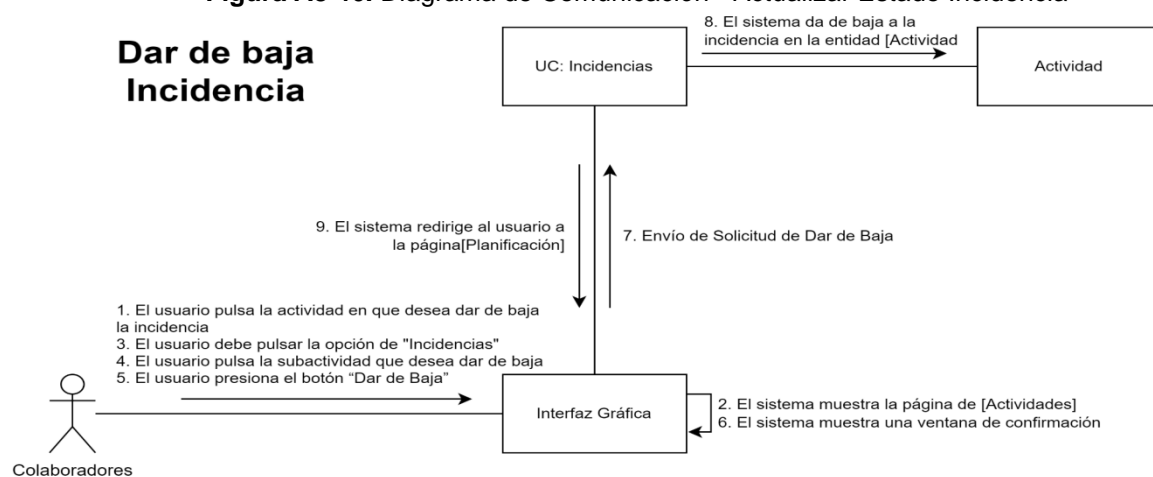 8. El sistema da de baja a la
incidencia en la entidad [Actividad
Dar de baja
Incidencia
UC: Incidencias
Actividad
9. El sistema redirige al usuario a
la página[Planificación]
7. Envío de Solicitud de Dar de Baja
1. El usuario pulsa la actividad en que desea dar de baja
la incidencia
3. El usuario debe pulsar la opción de "Incidencias"
4. El usuario pulsa la subactividad que desea dar de baja
5. El usuario presiona el botón “Dar de Baja”
Interfaz Gráfica
2. El sistema muestra la página de [Actividades]
6. El sistema muestra una ventana de confirmación
Colaboradores